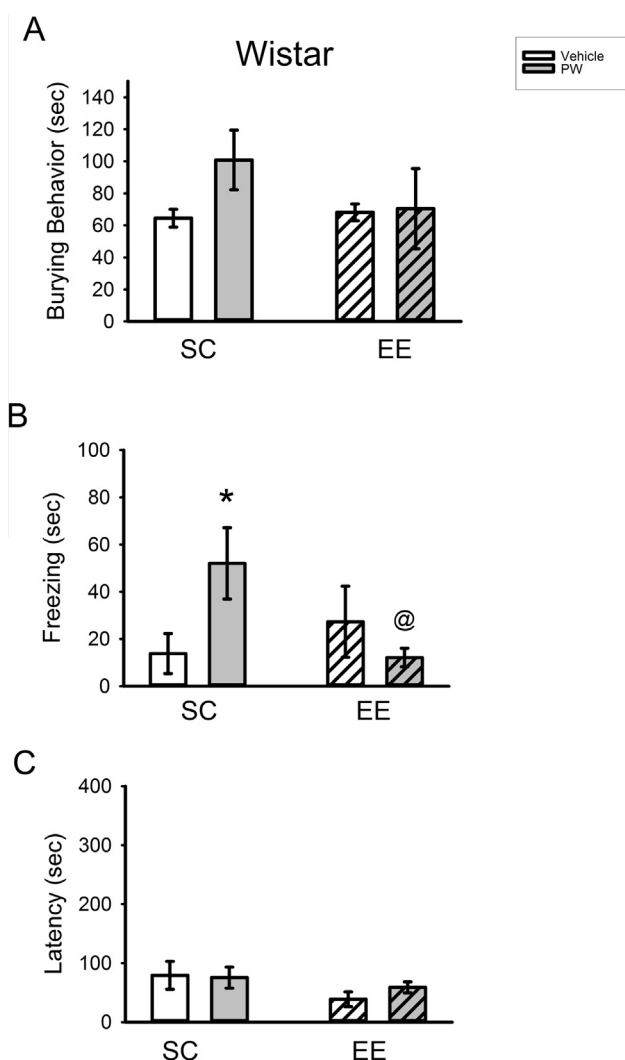 A
Wistar
Vehicle
PW
Burying Behavior (sec)
140
120
100
80
60
40
20
0
SC EE
B
Freezing (sec)
100
80
60
40
20
0
*
@
SC EE
C
Latency (sec)
400
300
200
100
0
SC EE